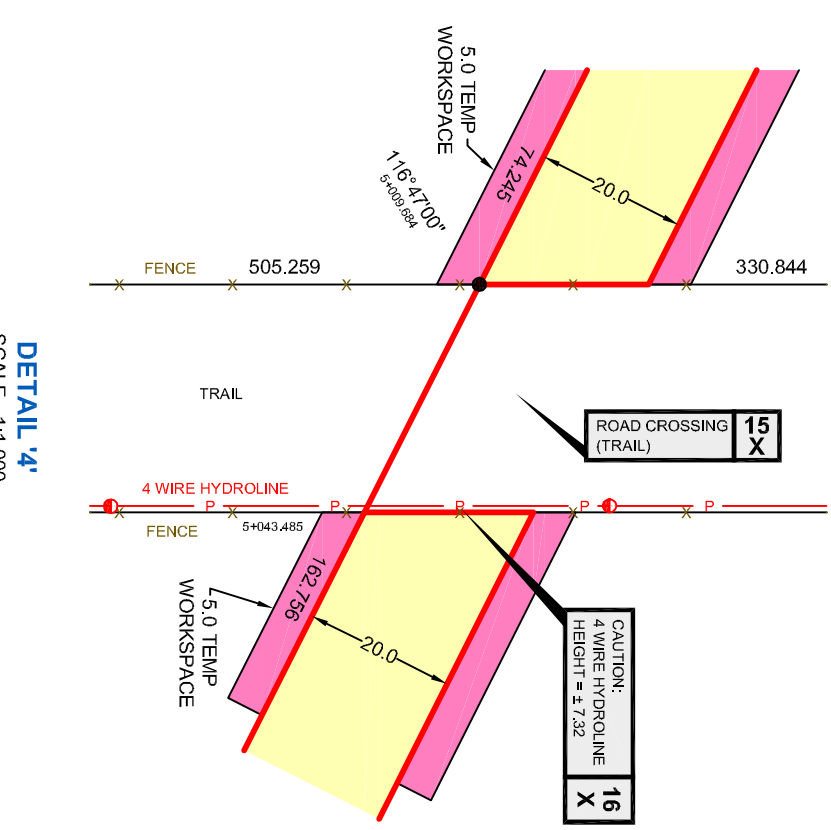 5.0 TEMP
WORKSPACE
74.245
20.0
116°47'00"
5+009.684
FENCE
505.259
330.844
TRAIL
ROAD CROSSING
(TRAIL)
15
X
DETAIL '4'
4 WIRE HYDROLINE
P
P
P
P
P
FENCE
5+043.485
162.756
20.0
5.0 TEMP
WORKSPACE
CAUTION:
4 WIRE HYDROLINE
HEIGHT = ± 7.32
16
X